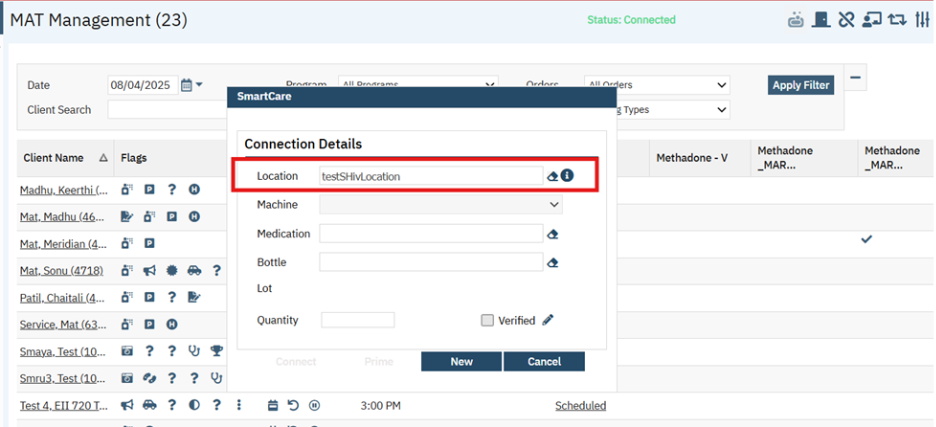 MAT Management (23)
Status: Connected
Date 08/04/2025 Program All Programs Orders All Orders Apply Filter
Client Search g Types
SmartCare
Connection Details
Client Name Flags Methadone - V Methadone _MAR... Methadone _MAR...
Location testSHivLocation
Machine
Medication
Bottle
Lot
Quantity Verified
Connect Prime New Cancel
Madhu, Keerthi (...
Mat, Madhu (46...
Mat, Meridian (4...
Mat, Sonu (4718)
Patil, Chaitali (4...
Service, Mat (63...
Smaya, Test (10...
Smru3, Test (10...
Test 4, EII 720 T... 3:00 PM Scheduled